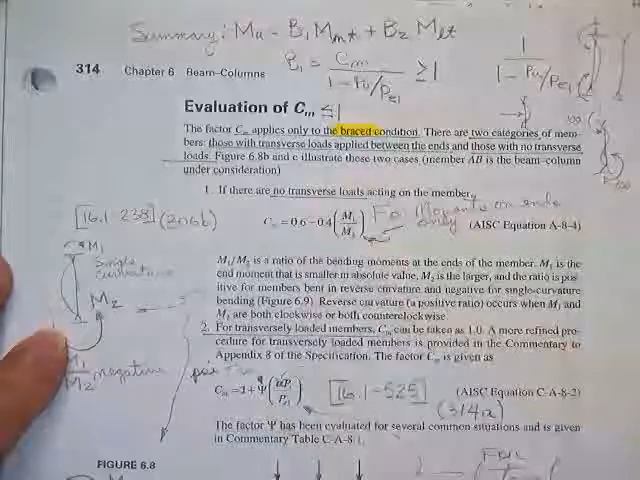 Summary: Mu = B1 Mnt + B2 Mlt
B1 = Cm / (1 - Pu/Pe1) ≥ 1
1 / (1 - Pu/Pe1)
314 Chapter 6 Beam-Columns
Evaluation of Cm ≤ 1
The factor Cm applies only to the braced condition. There are two categories of mem-
bers: those with transverse loads applied between the ends and those with no transverse
loads. Figure 6.8b and c illustrate these two cases (member AB is the beam-column
under consideration)
1. If there are no transverse loads acting on the member,
[16.1-238] (206b)
Cm = 0.6 - 0.4 (M1/M2) (AISC Equation A-8-4)
For Moments on ends
only
M1
Single
curvature
M2
M1/M2 negative
M1/M2 is a ratio of the bending moments at the ends of the member. M1 is the
end moment that is smaller in absolute value, M2 is the larger, and the ratio is pos-
itive for members bent in reverse curvature and negative for single-curvature
bending (Figure 6.9) Reverse curvature (a positive ratio) occurs when M1 and
M2 are both clockwise or both counterclockwise.
2. For transversely loaded members, Cm can be taken as 1.0. A more refined pro-
cedure for transversely loaded members is provided in the Commentary to
Appendix 8 of the Specification. The factor Cm is given as
Cm = 1 + Ψ (αPr/Pe1) [16.1-525] (AISC Equation C-A-8-2)
(314a)
The factor Ψ has been evaluated for several common situations and is given
in Commentary Table C-A-8.1.
FIGURE 6.8